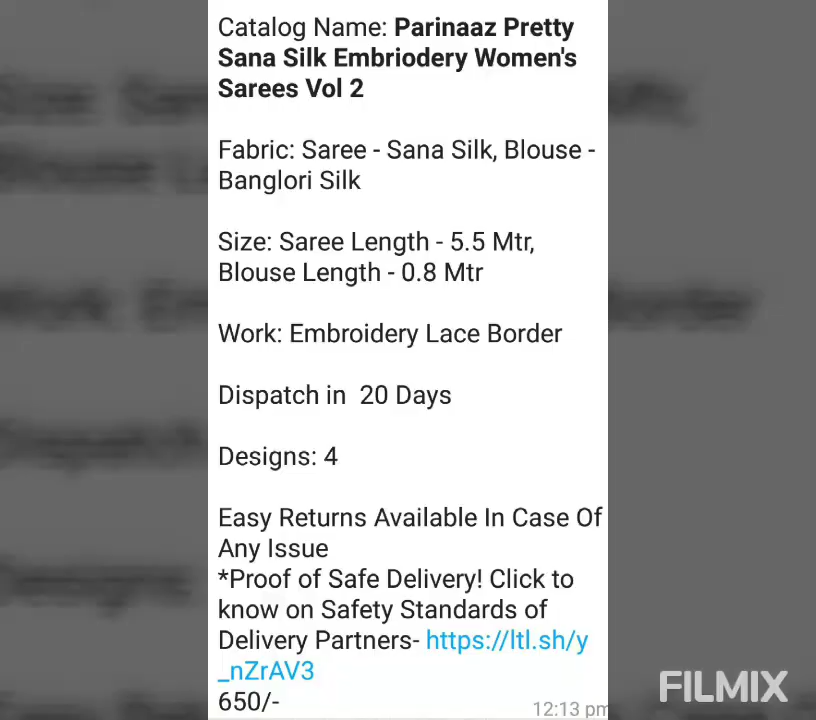 Catalog Name: Parinaaz Pretty
Sana Silk Embriodery Women's
Sarees Vol 2
Fabric: Saree - Sana Silk, Blouse -
Banglori Silk
Size: Saree Length - 5.5 Mtr,
Blouse Length - 0.8 Mtr
Work: Embroidery Lace Border
Dispatch in  20 Days
Designs: 4
Easy Returns Available In Case Of
Any Issue
*Proof of Safe Delivery! Click to
know on Safety Standards of
Delivery Partners- https://ltl.sh/y
_nZrAV3
650/-
12:13 pm
FILMIX